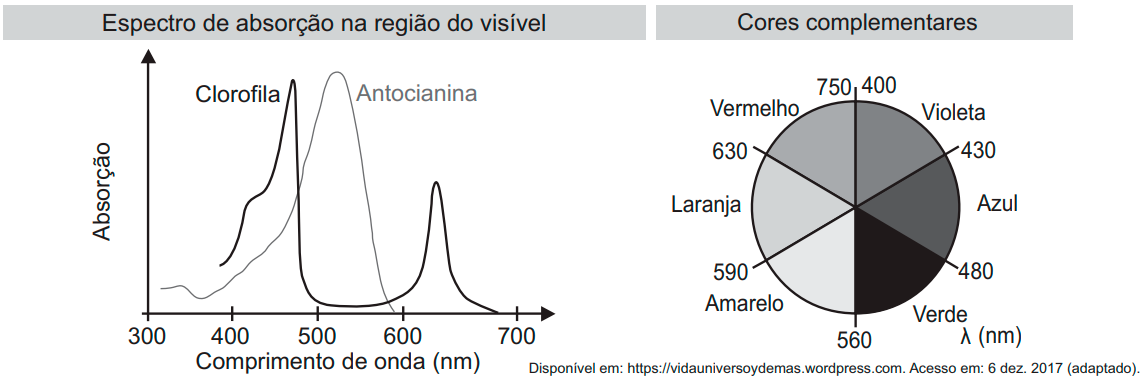 Espectro de absorção na região do visível
Clorofila
Antocianina
Absorção
300 400 500 600 700
Comprimento de onda (nm)
Cores complementares
750 400
Vermelho
Violeta
630
430
Laranja
Azul
590
480
Amarelo
Verde
560
λ (nm)
Disponível em: https://vidauniversoydemas.wordpress.com. Acesso em: 6 dez. 2017 (adaptado).